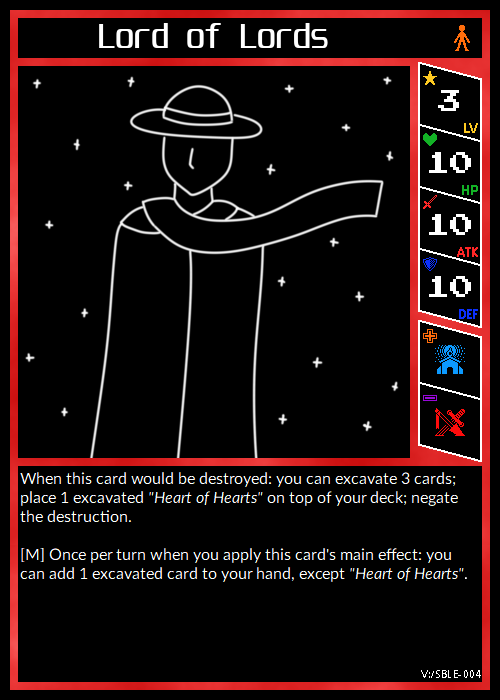 Lord of Lords
3
LV
10
HP
10
ATK
10
DEF
When this card would be destroyed: you can excavate 3 cards;
place 1 excavated "Heart of Hearts" on top of your deck; negate
the destruction.
[M] Once per turn when you apply this card's main effect: you
can add 1 excavated card to your hand, except "Heart of Hearts".
V:/SBLE-004